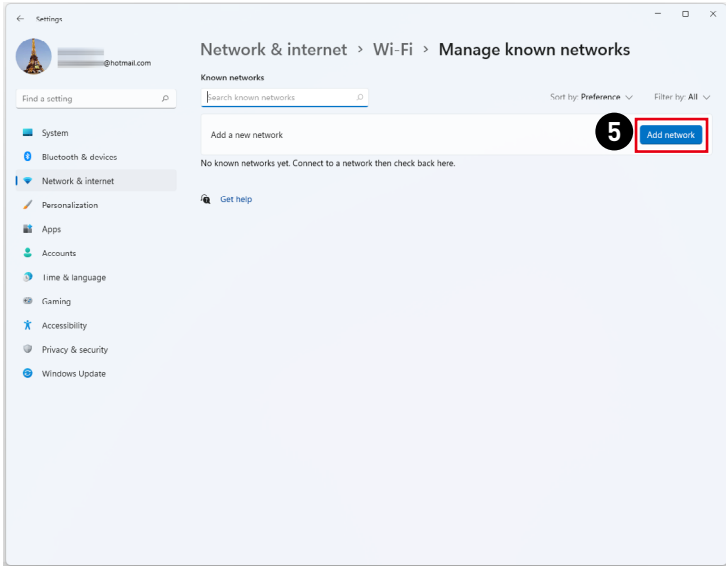 Settings
@hotmail.com
Find a setting
System
Bluetooth & devices
Network & internet
Personalization
Apps
Accounts
Time & language
Gaming
Accessibility
Privacy & security
Windows Update
Network & internet > Wi-Fi > Manage known networks
Known networks
Search known networks
Sort by: Preference
Filter by: All
Add a new network
5
Add network
No known networks yet. Connect to a network then check back here.
Get help